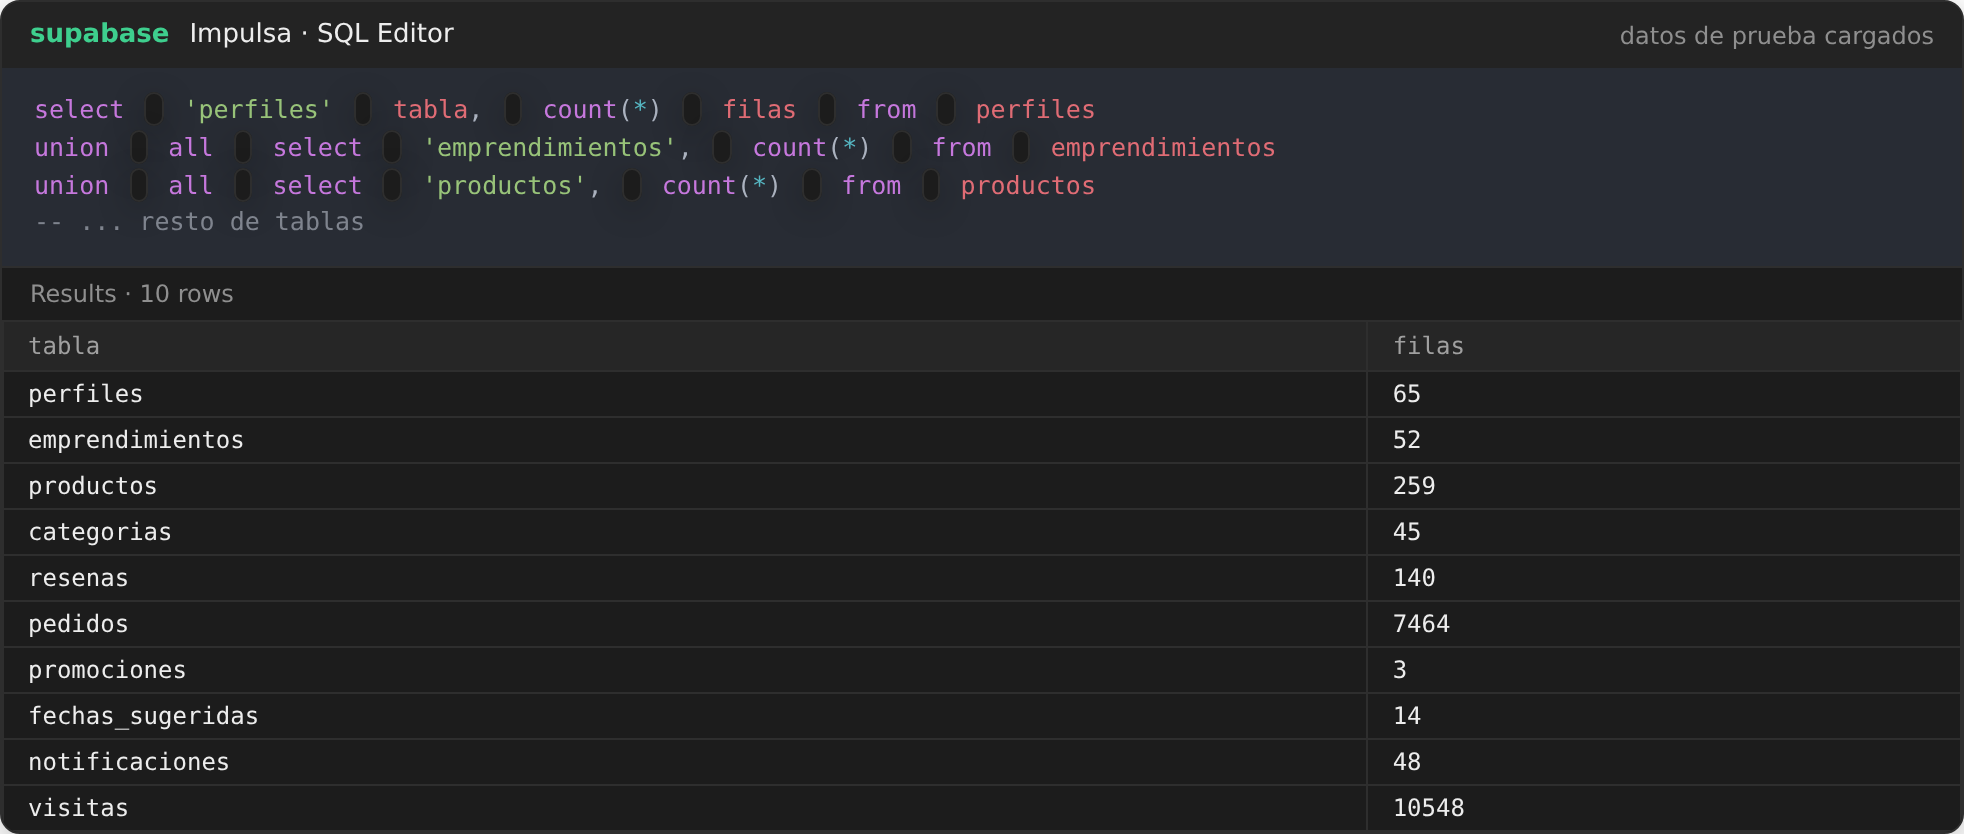 supabase Impulsa · SQL Editor datos de prueba cargados
select 'perfiles' tabla, count(*) filas from perfiles
union all select 'emprendimientos', count(*) from emprendimientos
union all select 'productos', count(*) from productos
-- ... resto de tablas
Results · 10 rows
tabla filas
perfiles 65
emprendimientos 52
productos 259
categorias 45
resenas 140
pedidos 7464
promociones 3
fechas_sugeridas 14
notificaciones 48
visitas 10548